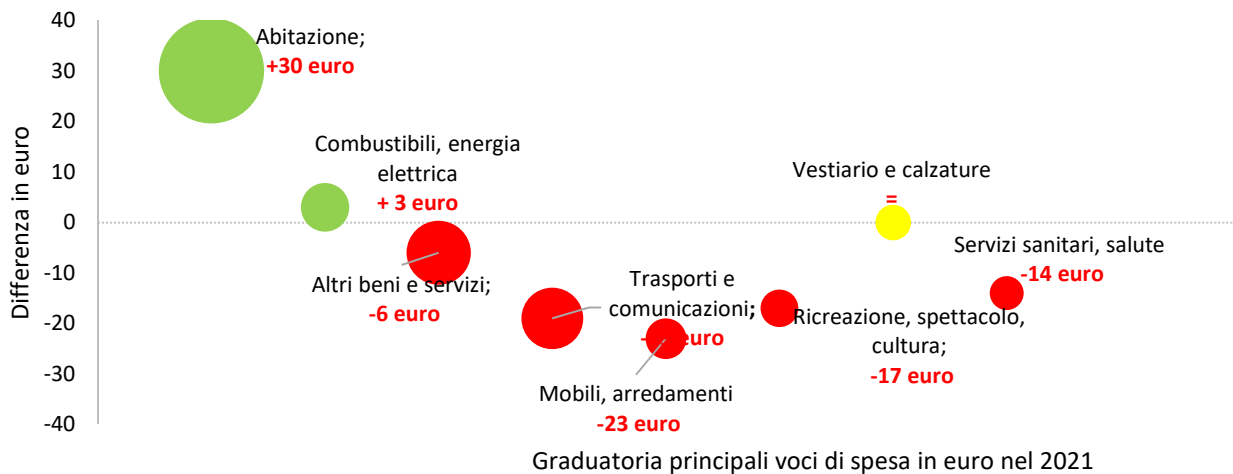 40
30
20
10
0
-10
-20
-30
-40
Differenza in euro
Abitazione;
+30 euro
Combustibili, energia
elettrica
+ 3 euro
Altri beni e servizi;
-6 euro
Trasporti e
comunicazioni;
euro
Mobili, arredamenti
-23 euro
Ricreazione, spettacolo,
cultura;
-17 euro
Vestiario e calzature
=
Servizi sanitari, salute
-14 euro
Graduatoria principali voci di spesa in euro nel 2021